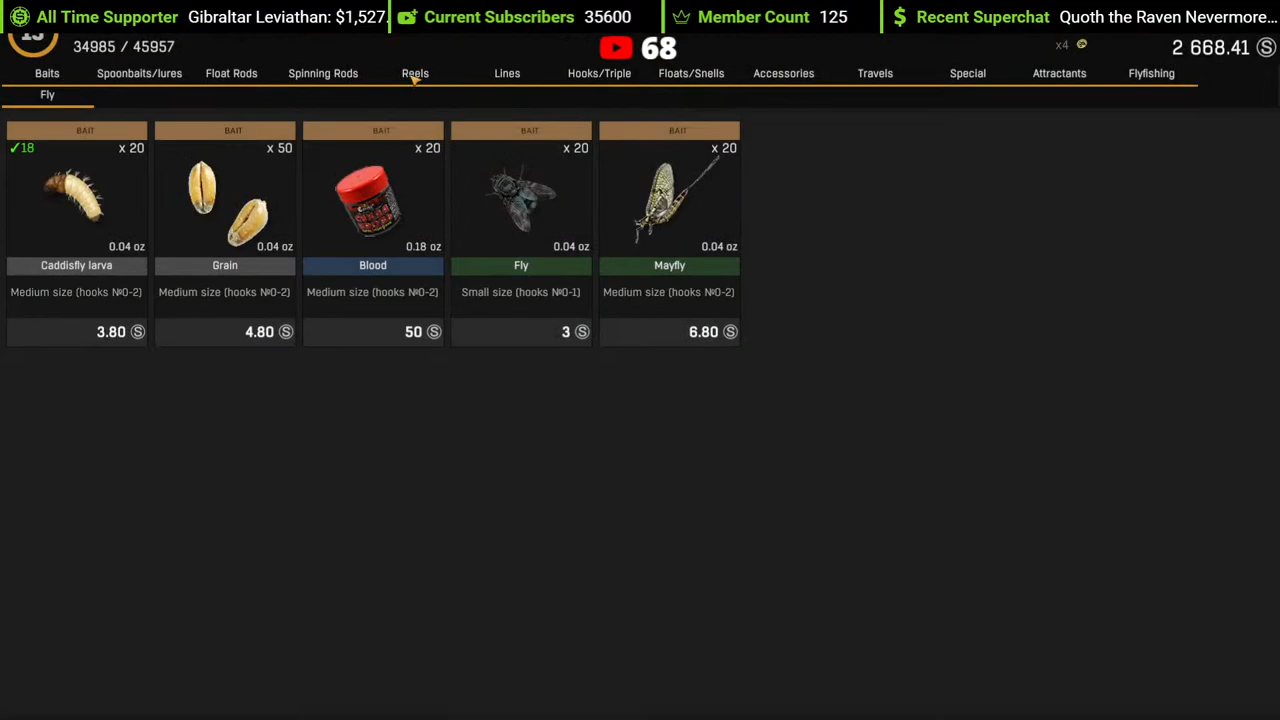 All Time Supporter Gibraltar Leviathan: $1,527. Current Subscribers 35600 Member Count 125 Recent Superchat Quoth the Raven Nevermore...
34985 / 45957 68 x4 2 668.41
Baits Spoonbaits/lures Float Rods Spinning Rods Reels Lines Hooks/Triple Floats/Snells Accessories Travels Special Attractants Flyfishing
Fly
BAIT BAIT BAIT BAIT BAIT
✓18 x 20 x 50 x 20 x 20 x 20
0.04 oz 0.04 oz 0.18 oz 0.04 oz 0.04 oz
Caddisfly larva Grain Blood Fly Mayfly
Medium size (hooks №0-2) Medium size (hooks №0-2) Medium size (hooks №0-2) Small size (hooks №0-1) Medium size (hooks №0-2)
3.80 S 4.80 S 50 S 3 S 6.80 S